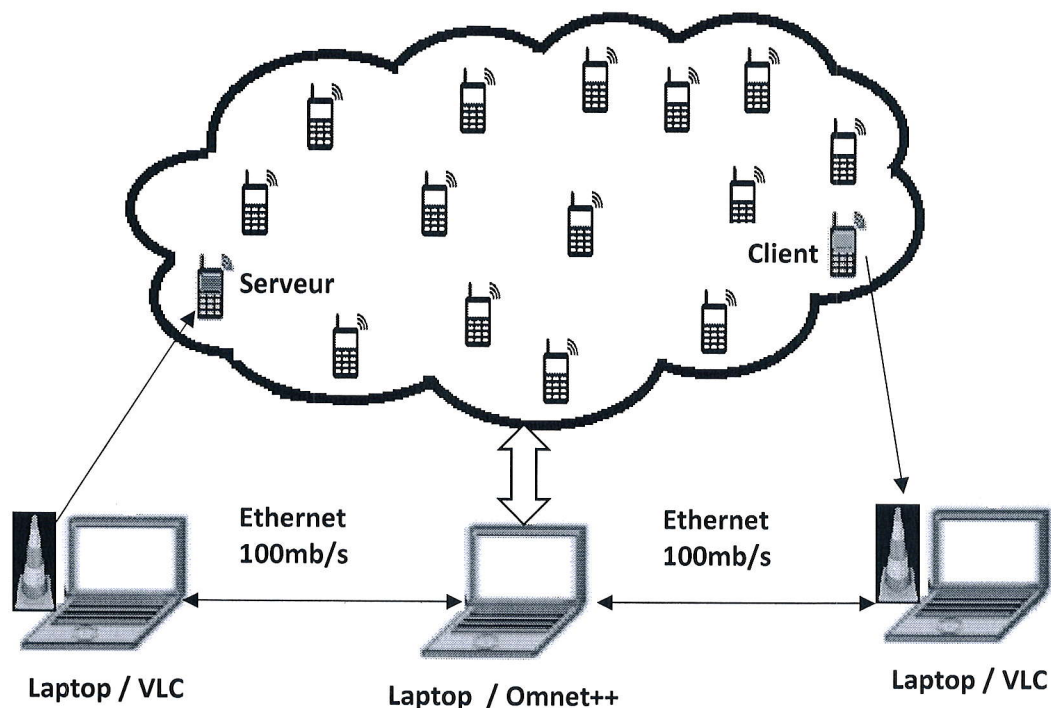 Client
Serveur
Ethernet
100mb/s
Ethernet
100mb/s
Laptop / VLC
Laptop / Omnet++
Laptop / VLC